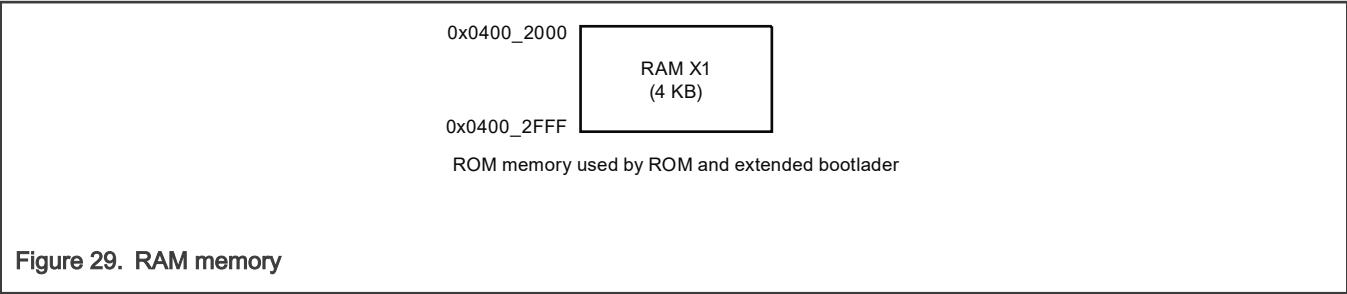 0x0400_2000
RAM X1
(4 KB)
0x0400_2FFF
ROM memory used by ROM and extended bootlader
Figure 29. RAM memory